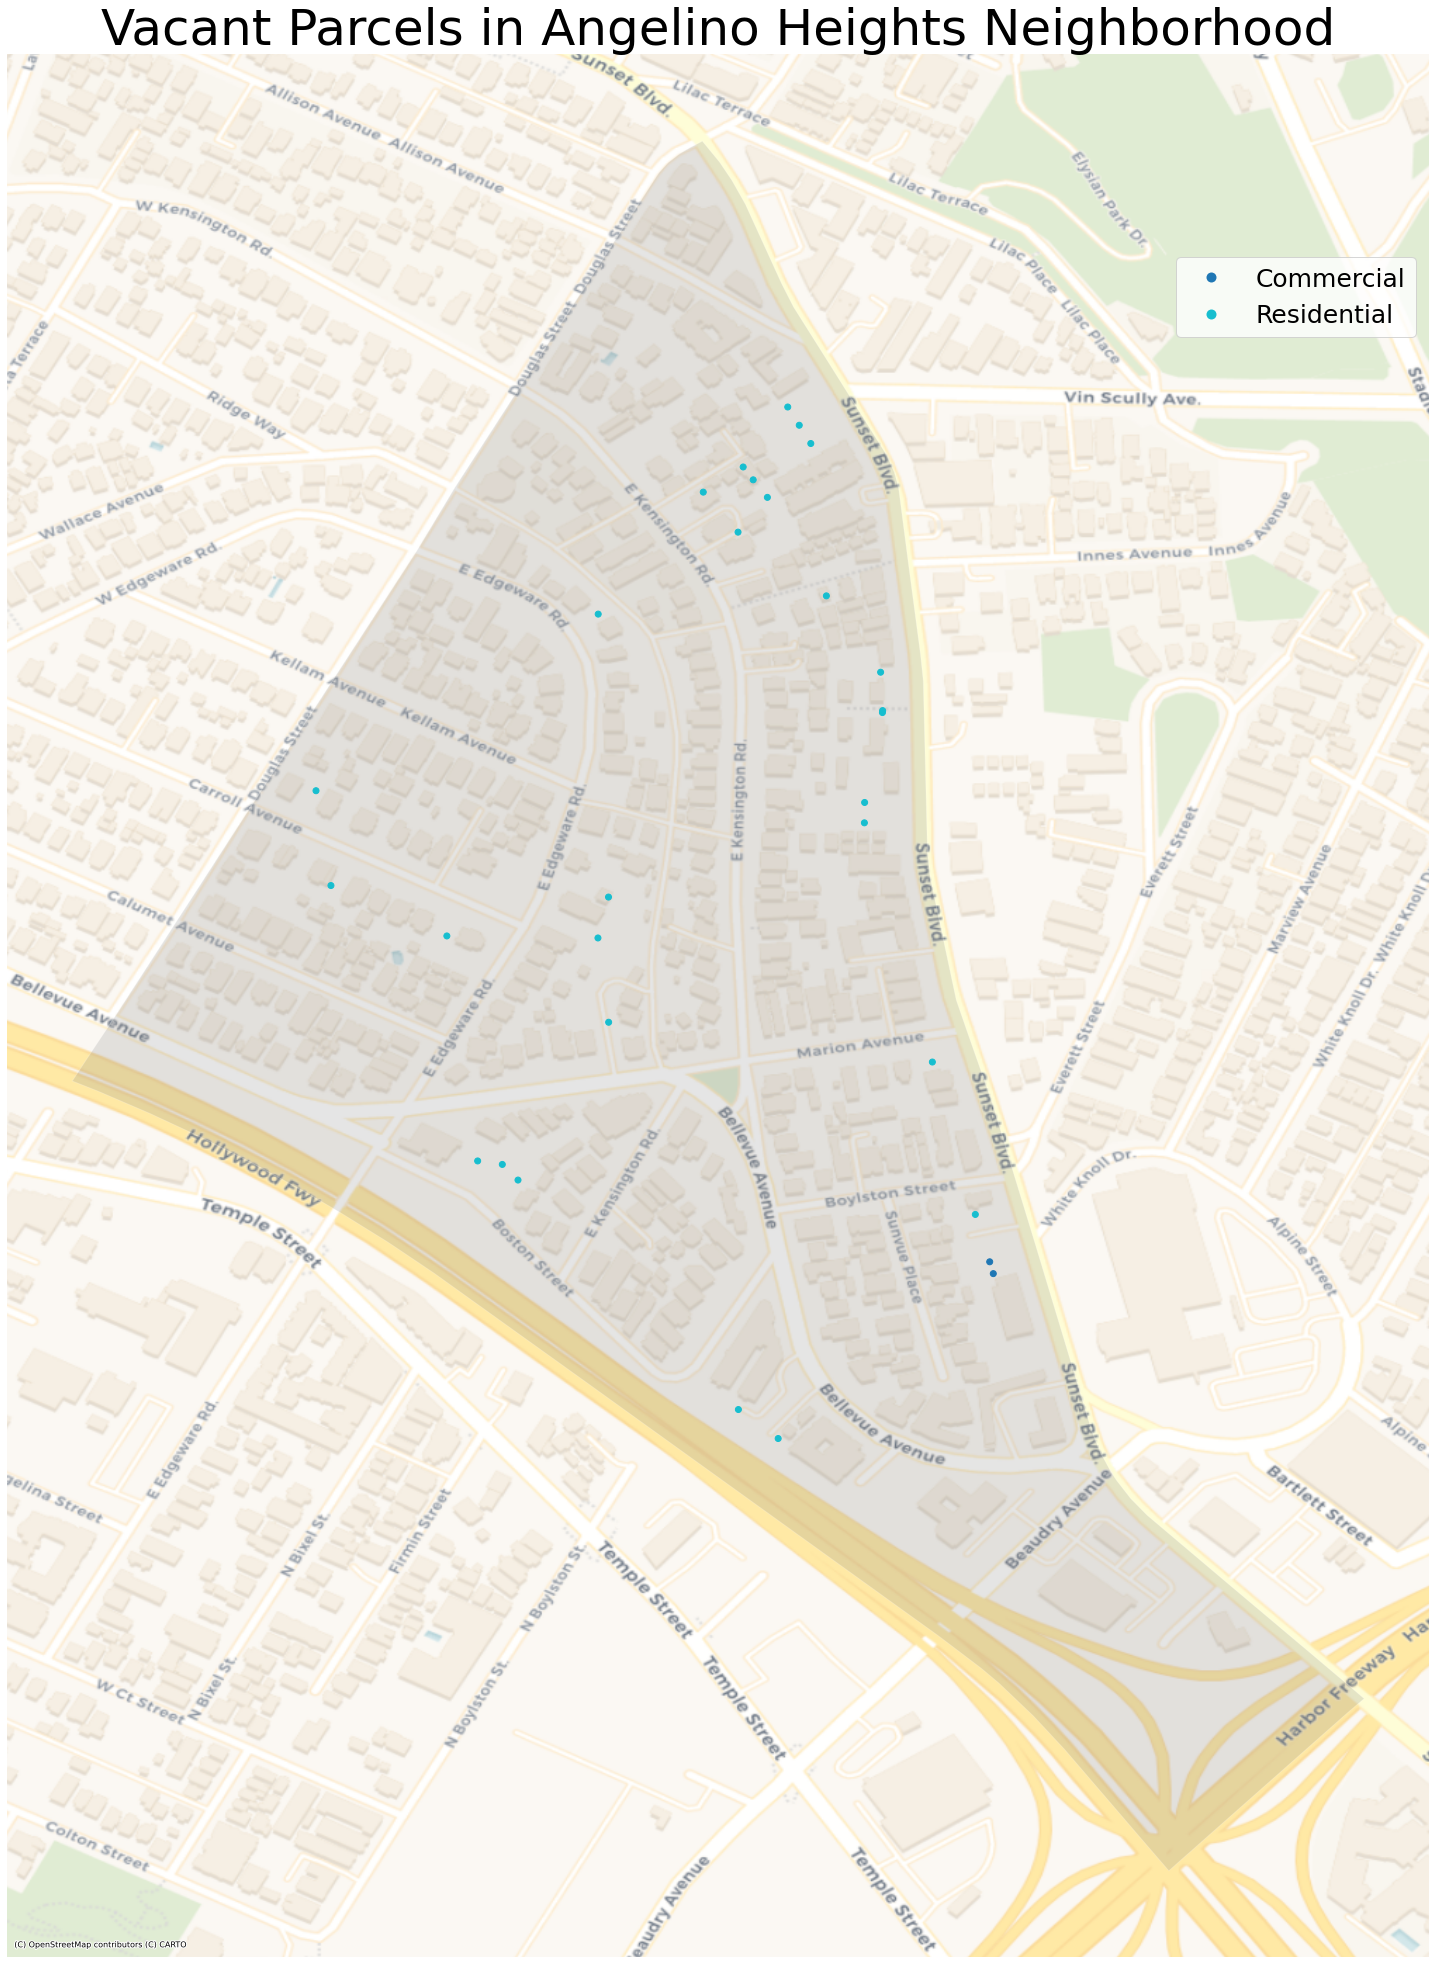 Vacant Parcels in Angelino Heights Neighborhood
Sunset Blvd.
Lilac Terrace
Allison Avenue
Allison Avenue
Lilac Terrace
Elysian Park Dr.
W Kensington Rd.
Douglas Street
Douglas Street
Lilac Place
Lilac Place
Commercial
Residential
Ridge Way
Vin Scully Ave.
Sunset Blvd.
Wallace Avenue
E Kensington Rd.
W Edgeware Rd.
E Edgeware Rd.
Innes Avenue
Innes Avenue
Kellam Avenue
Kellam Avenue
Douglas Street
Carroll Avenue
E Edgeware Rd.
E Kensington Rd.
Sunset Blvd.
Everett Street
Marview Avenue
White Knoll Dr.
Calumet Avenue
Bellevue Avenue
E Edgeware Rd.
Marion Avenue
Everett Street
White Knoll Dr.
Sunset Blvd.
Hollywood Fwy
Temple Street
E Kensington Rd.
Bellevue Avenue
Boylston Street
White Knoll Dr.
Boston Street
Sunvue Place
Alpine Street
Sunset Blvd.
Bellevue Avenue
E Edgeware Rd.
N Bixel St.
Firmin Street
N Boylston St.
Temple Street
Beaudry Avenue
Bartlett Street
W Ct Street
N Bixel St.
N Boylston St.
Temple Street
Harbor Freeway
Colton Street
Temple Street
(C) OpenStreetMap contributors (C) CARTO